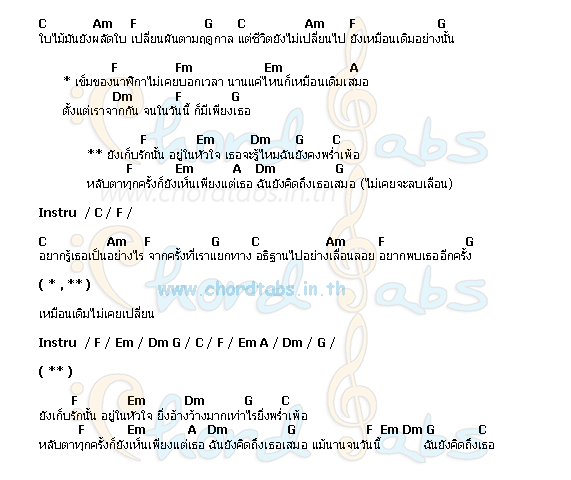 C Am F G C Am F G
ใบไม้มันยังผลัดใบ เปลี่ยนผันตามฤดูกาล แต่ชีวิตยังไม่เปลี่ยนไป ยังเหมือนเดิมอย่างนั้น
F Fm Em A
* เข็มของนาฬิกาไม่เคยบอกเวลา นานแค่ไหนก็เหมือนเดิมเสมอ
Dm F G
ตั้งแต่เราจากกัน จนในวันนี้ ก็มีเพียงเธอ
F Em Dm G C
** ยังเก็บรักนั้น อยู่ในหัวใจ เธอจะรู้ไหมฉันยังคงพร่ำเพ้อ
F Em A Dm G
หลับตาทุกครั้งก็ยังเห็นเพียงแต่เธอ ฉันยังคิดถึงเธอเสมอ (ไม่เคยจะลบเลือน)
www.chordtabs.in.th
Instru / C / F /
C Am F G C Am F G
อยากรู้เธอเป็นอย่างไร จากครั้งที่เราแยกทาง อธิฐานไปอย่างเลื่อนลอย อยากพบเธออีกครั้ง
( * , ** )
www.chordtabs.in.th
เหมือนเดิมไม่เคยเปลี่ยน
Instru / F / Em / Dm G / C / F / Em A / Dm / G /
( ** )
F Em Dm G C
ยังเก็บรักนั้น อยู่ในหัวใจ ยิ่งอ้างว้างมากเท่าไรยิ่งพร่ำเพ้อ
F Em A Dm G F Em Dm G C
หลับตาทุกครั้งก็ยังเห็นเพียงแต่เธอ ฉันยังคิดถึงเธอเสมอ แม้นานจนวันนี้ ฉันยังคิดถึงเธอ